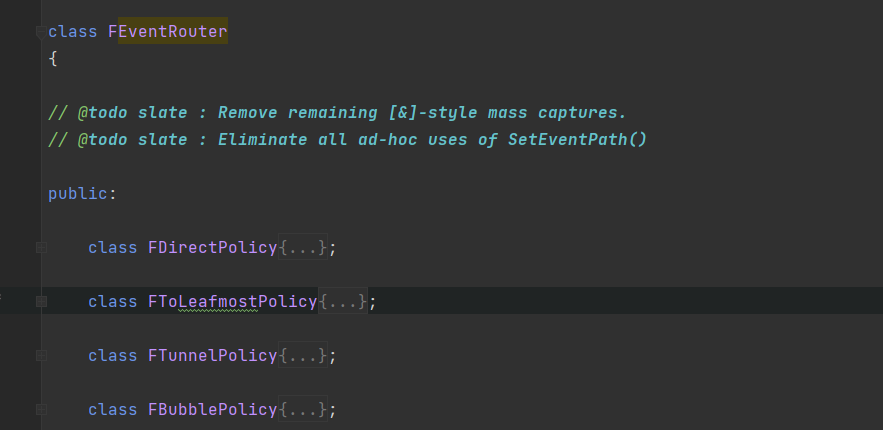 class FEventRouter
{
// @todo slate : Remove remaining [&]-style mass captures.
// @todo slate : Eliminate all ad-hoc uses of SetEventPath()
public:
class FDirectPolicy{...};
class FToLeafmostPolicy{...};
class FTunnelPolicy{...};
class FBubblePolicy{...};